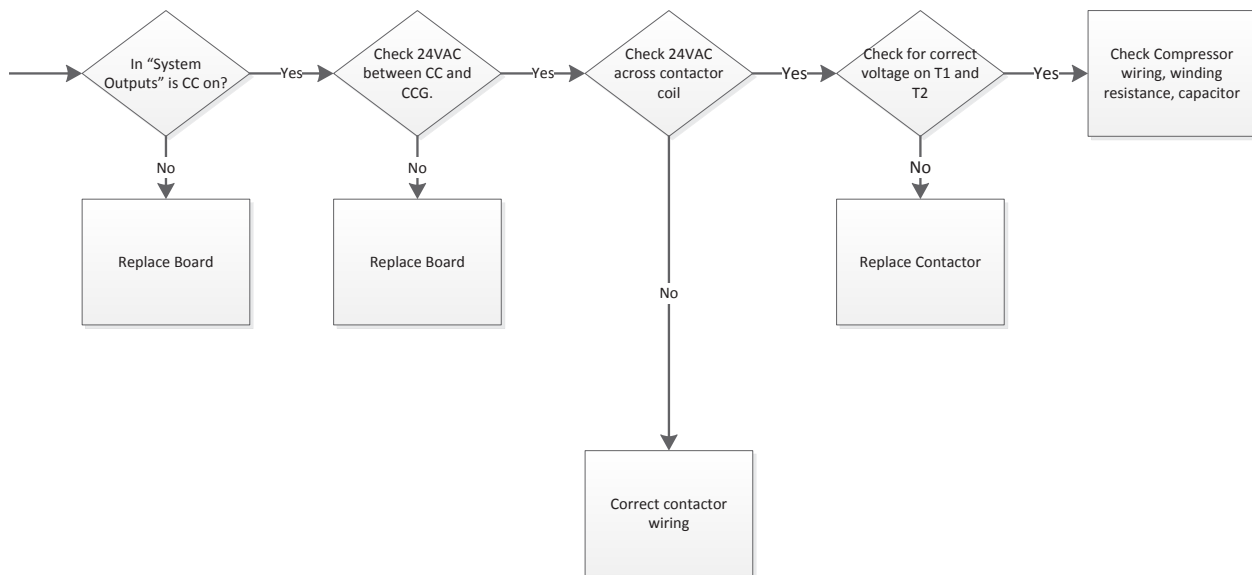 In “System
Outputs” is CC on?
Yes
Check 24VAC
between CC and
CCG.
Yes
Check 24VAC
across contactor
coil
Yes
Check for correct
voltage on T1 and
T2
Yes
Check Compressor
wiring, winding
resistance, capacitor
No
No
No
Replace Board
Replace Board
Replace Contactor
No
Correct contactor
wiring